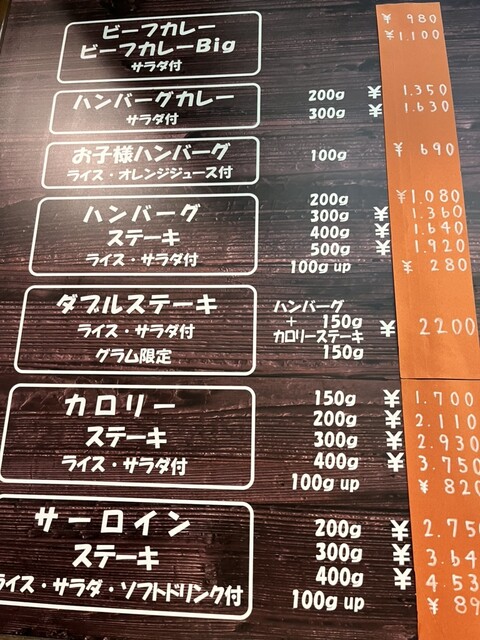 ビーフカレー ¥ 980
ビーフカレーBig ¥1.100
サラダ付
ハンバーグカレー 200g ¥ 1.350
サラダ付 300g ¥ 1.630
お子様ハンバーグ 100g ¥ 690
ライス・オレンジジュース付
ハンバーグ 200g ¥1.080
ステーキ 300g ¥ 1.360
ライス・サラダ付 400g ¥ 1.640
500g ¥ 1.920
100g up ¥ 280
ダブルステーキ ハンバーグ
ライス・サラダ付 + 150g ¥ 2200
グラム限定 カロリーステーキ
150g
カロリー 150g ¥ 1.700
ステーキ 200g ¥ 2.110
ライス・サラダ付 300g ¥ 2.930
400g ¥ 3.750
100g up ¥ 820
サーロイン 200g ¥ 2.75
ステーキ 300g ¥ 3.64
ライス・サラダ・ソフトドリンク付 400g ¥ 4.53
100g up ¥ 89